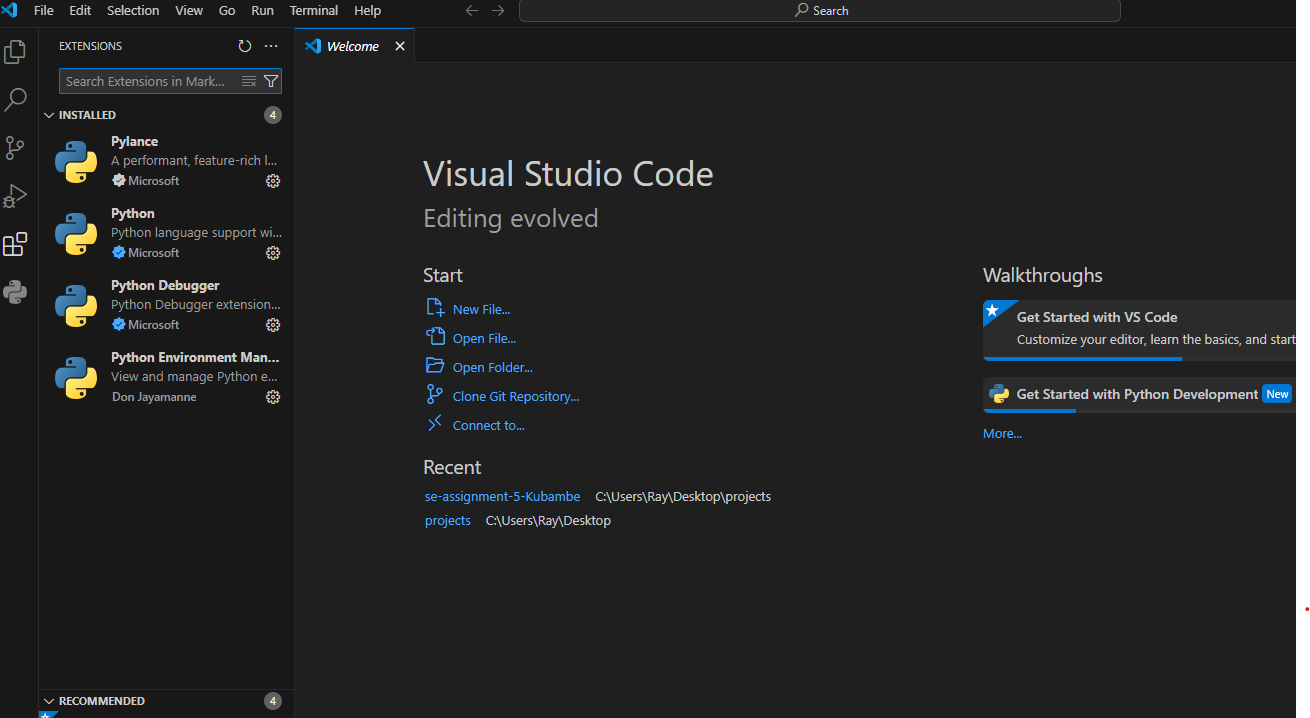 File Edit Selection View Go Run Terminal Help
Search
EXTENSIONS
Search Extensions in Mark...
INSTALLED 4
Pylance
A performant, feature-rich l...
Microsoft
Python
Python language support wi...
Microsoft
Python Debugger
Python Debugger extension...
Microsoft
Python Environment Man...
View and manage Python e...
Don Jayamanne
RECOMMENDED 4
Welcome
Visual Studio Code
Editing evolved
Start
New File...
Open File...
Open Folder...
Clone Git Repository...
Connect to...
Recent
se-assignment-5-Kubambe C:\Users\Ray\Desktop\projects
projects C:\Users\Ray\Desktop
Walkthroughs
Get Started with VS Code
Customize your editor, learn the basics, and start
Get Started with Python Development New
More...